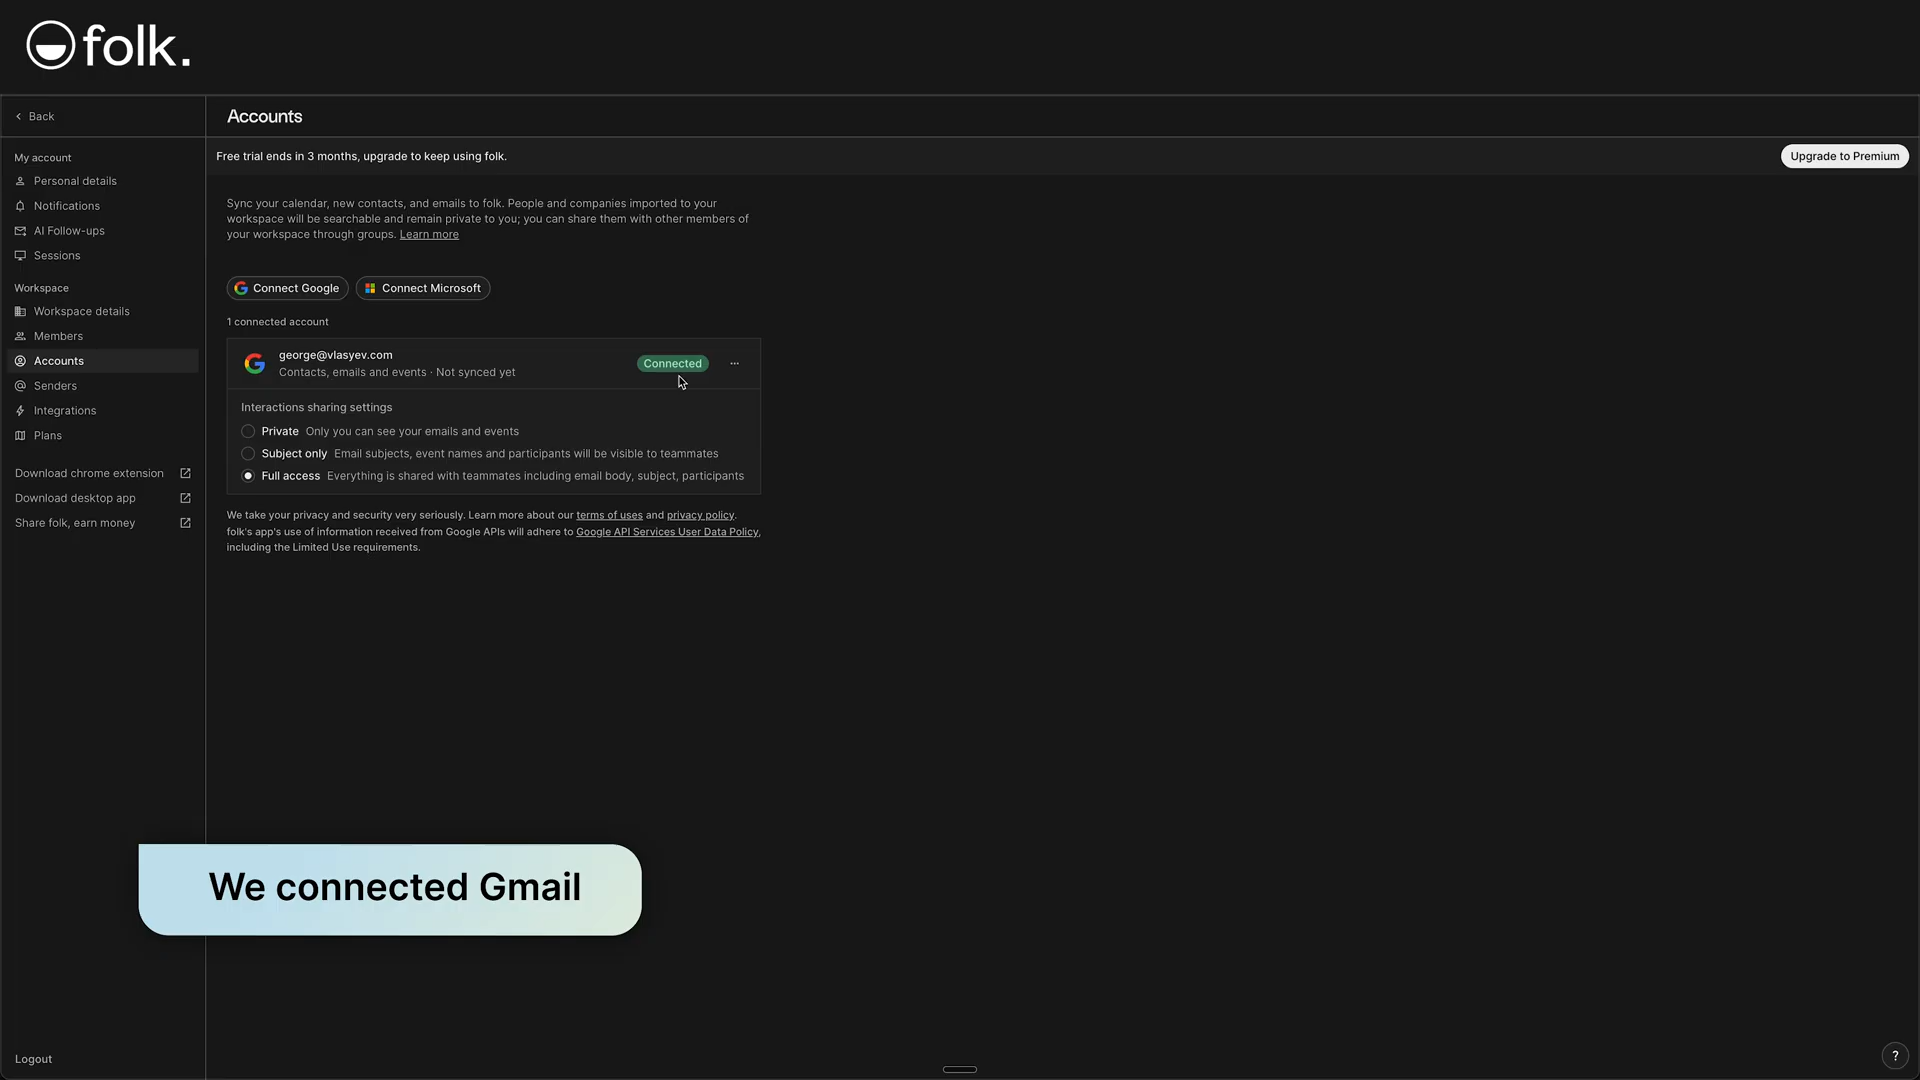 folk.
Back
Accounts
My account
Personal details
Notifications
AI Follow-ups
Sessions
Workspace
Workspace details
Members
Accounts
Senders
Integrations
Plans
Download chrome extension
Download desktop app
Share folk, earn money
Logout
Free trial ends in 3 months, upgrade to keep using folk.
Upgrade to Premium
Sync your calendar, new contacts, and emails to folk. People and companies imported to your
workspace will be searchable and remain private to you; you can share them with other members of
your workspace through groups. Learn more
Connect Google
Connect Microsoft
1 connected account
george@vlasyev.com
Contacts, emails and events · Not synced yet
Connected
...
Interactions sharing settings
Private Only you can see your emails and events
Subject only Email subjects, event names and participants will be visible to teammates
Full access Everything is shared with teammates including email body, subject, participants
We take your privacy and security very seriously. Learn more about our terms of uses and privacy policy.
folk's app's use of information received from Google APIs will adhere to Google API Services User Data Policy,
including the Limited Use requirements.
We connected Gmail
?